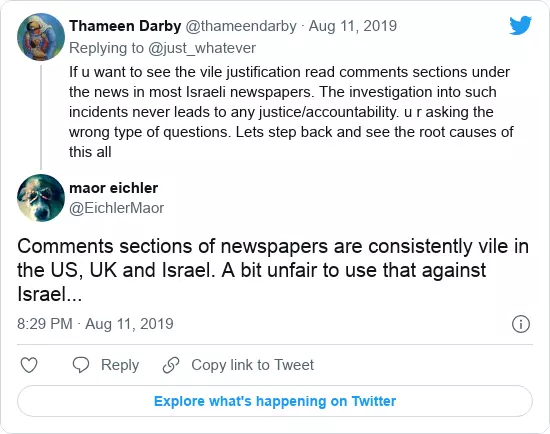 Thameen Darby @thameendarby · Aug 11, 2019
Replying to @just_whatever
If u want to see the vile justification read comments sections under
the news in most Israeli newspapers. The investigation into such
incidents never leads to any justice/accountability. u r asking the
wrong type of questions. Lets step back and see the root causes of
this all
maor eichler
@EichlerMaor
Comments sections of newspapers are consistently vile in
the US, UK and Israel. A bit unfair to use that against
Israel...
8:29 PM · Aug 11, 2019
Reply Copy link to Tweet
Explore what's happening on Twitter